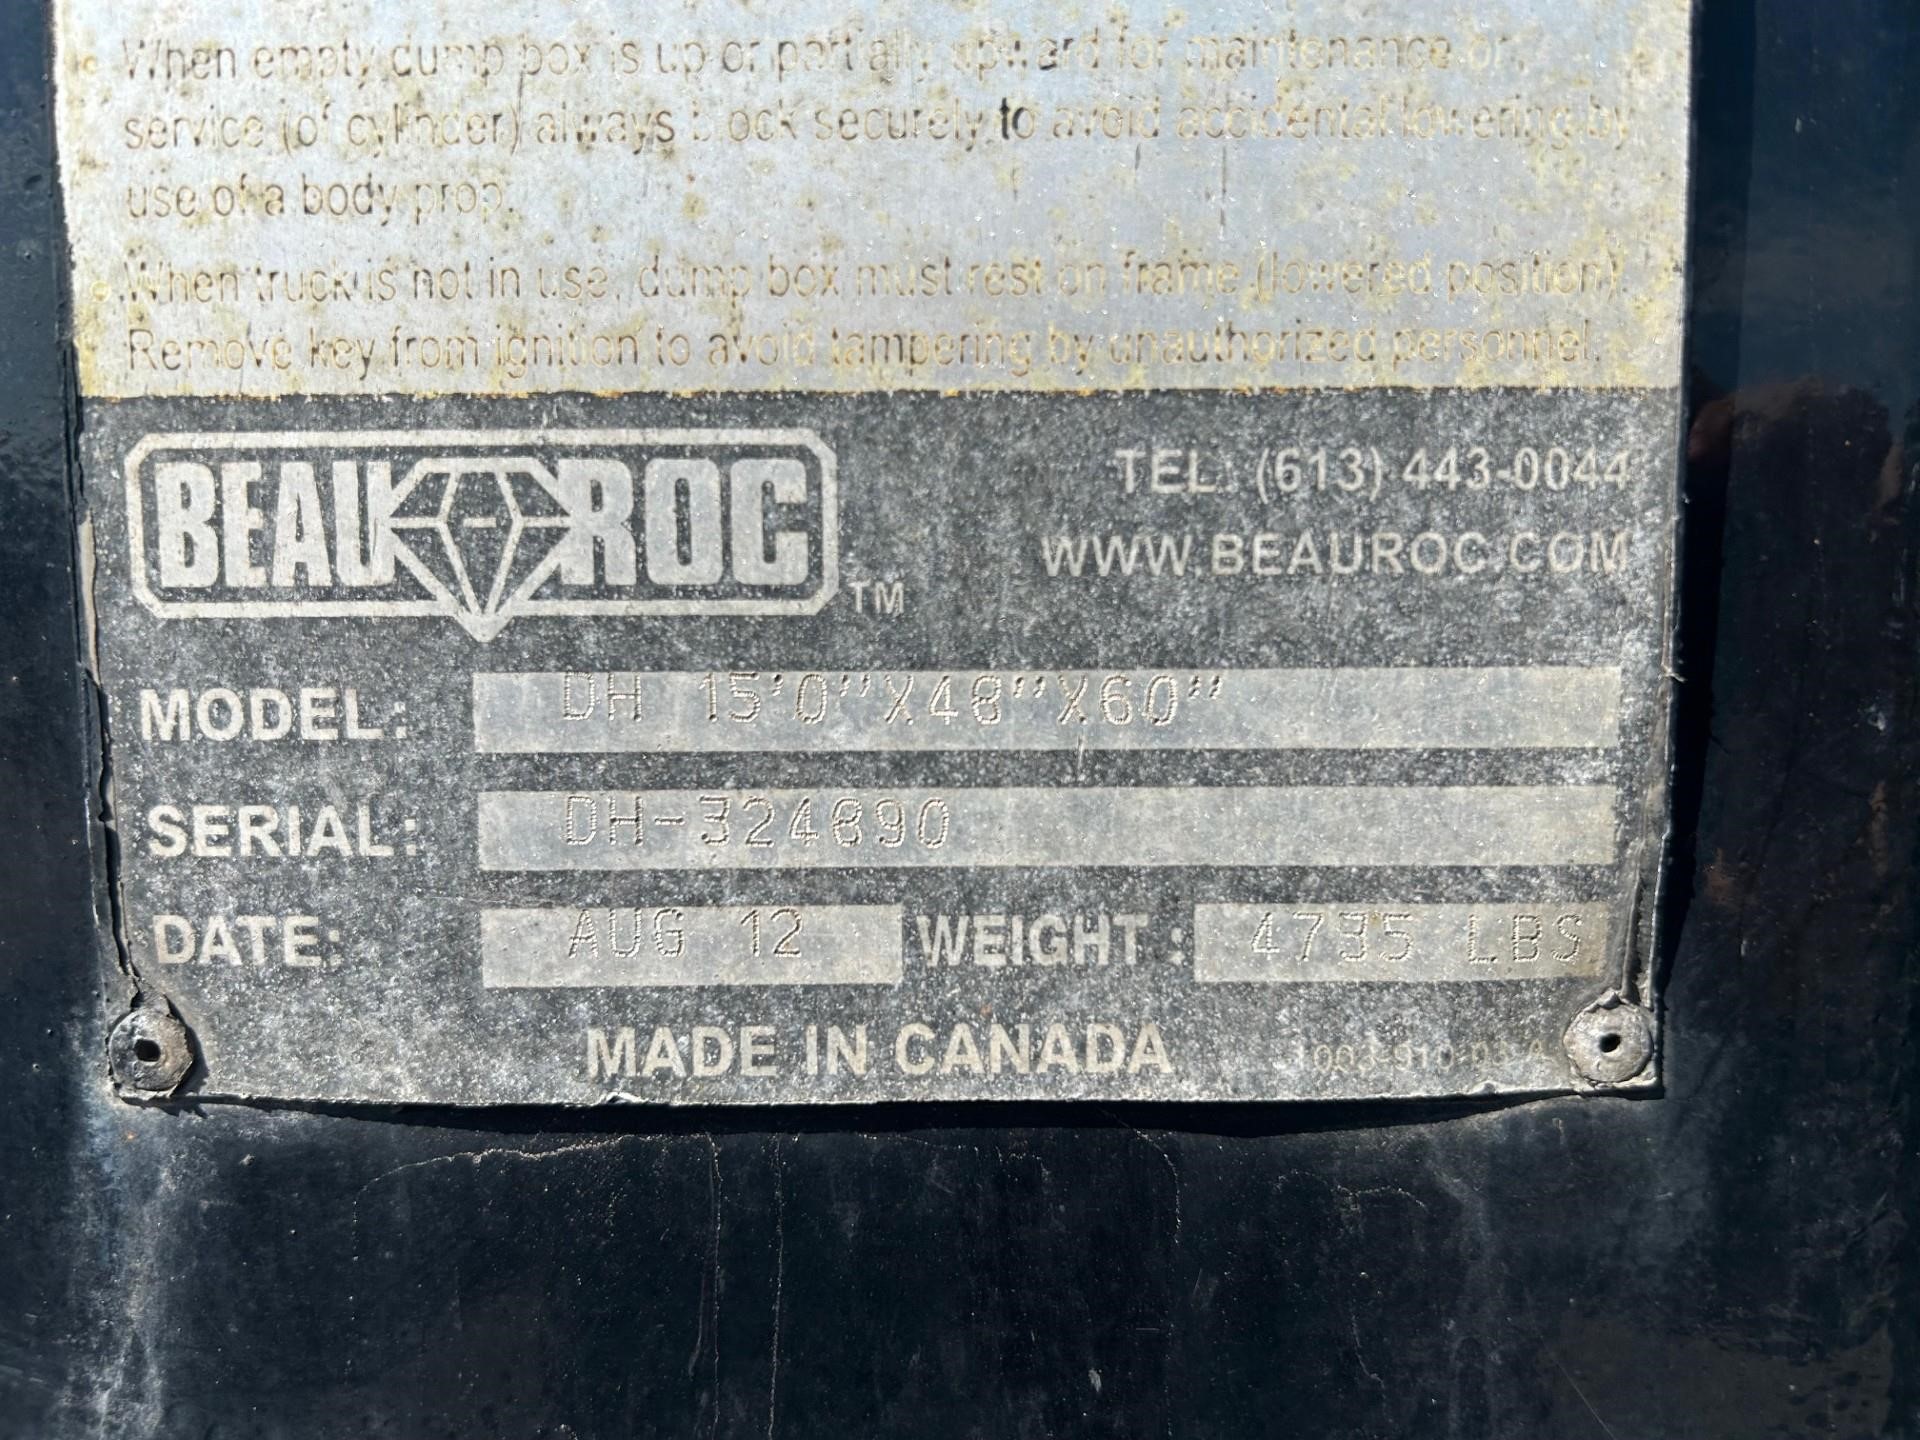 When empty dump box is up or partially upward for maintenance or,
service (of cylinder) always block securely to avoid accidental lowering by
use of a body prop.
When truck is not in use, dump box must rest on frame (lowered position).
Remove key from ignition to avoid tampering by unauthorized personnel.
BEAU ROC TM
TEL: (613) 443-0044
WWW.BEAUROC.COM
MODEL: DH 15'0"X48"X60"
SERIAL: DH-324890
DATE: AUG 12 WEIGHT: 4735 LBS
MADE IN CANADA